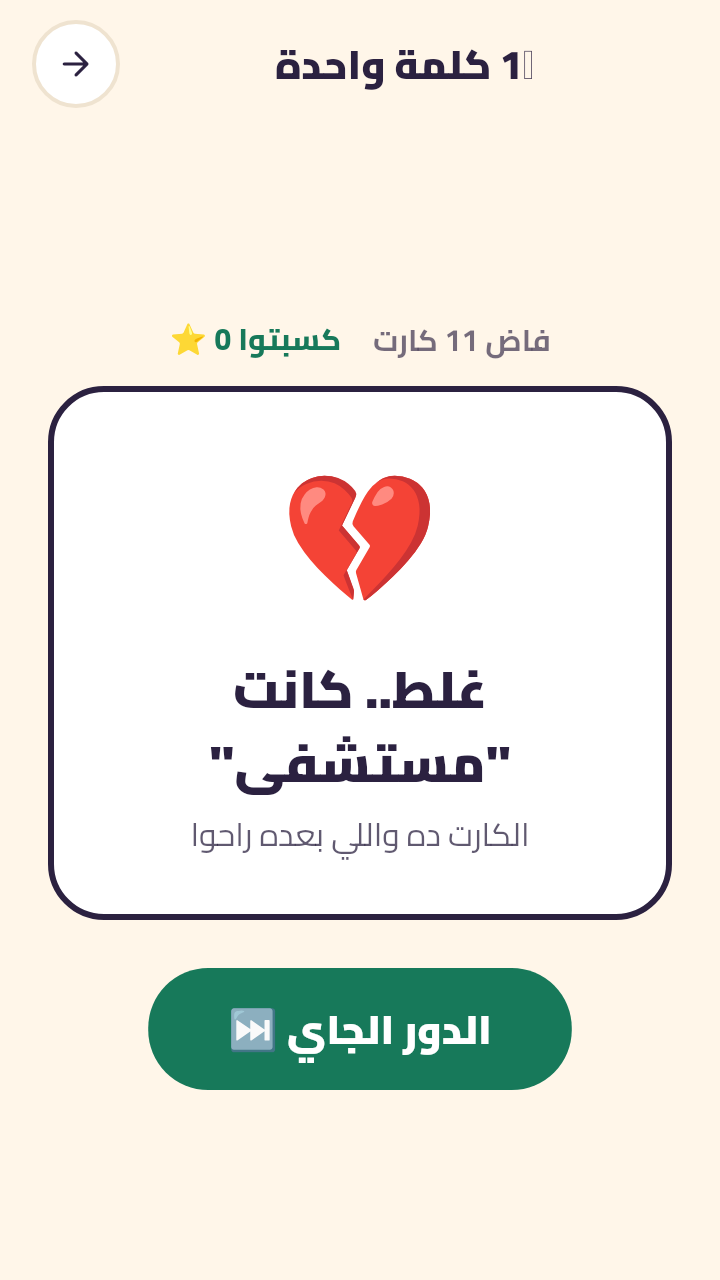 1 كلمة واحدة
فاض 11 كارت
كسبتوا 0 ⭐
غلط.. كانت
"مستشفى"
الكارت ده واللي بعده راحوا
الدور الجاي ⏭️